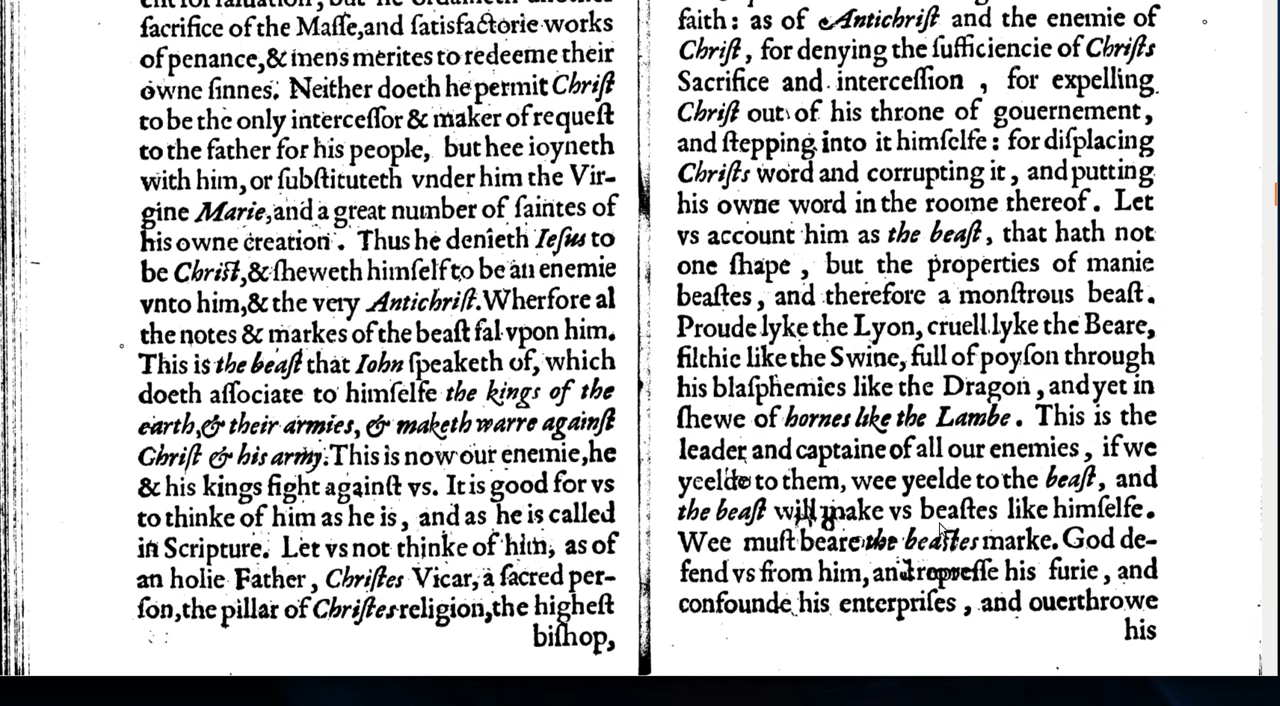 sacrifice of the Masse,and satisfactorie works
of penance,& mens merites to redeeme their
owne sinnes. Neither doeth he permit Christ
to be the only intercessor & maker of request
to the father for his people, but hee ioyneth
with him, or substituteth vnder him the Vir-
gine Marie,and a great number of saintes of
his owne creation . Thus he denieth Iesus to
be Christ,& sheweth himself to be an enemie
vnto him,& the very Antichrist.Wherfore al
the notes & markes of the beast fal vpon him.
This is the beast that Iohn speaketh of, which
doeth associate to himselfe the kings of the
earth,& their armies, & maketh warre against
Christ & his army.This is now our enemie,he
& his kings fight against vs. It is good for vs
to thinke of him as he is , and as he is called
in Scripture. Let vs not thinke of him, as of
an holie Father , Christes Vicar, a sacred per-
son,the pillar of Christes religion,the highest
bishop,
faith: as of Antichrist and the enemie of
Christ, for denying the sufficiencie of Christs
Sacrifice and intercession , for expelling
Christ out of his throne of gouernement,
and stepping into it himselfe : for displacing
Christs word and corrupting it , and putting
his owne word in the roome thereof. Let
vs account him as the beast, that hath not
one shape , but the properties of manie
beastes, and therefore a monstrous beast.
Proude lyke the Lyon, cruell lyke the Beare,
filthie like the Swine, full of poyson through
his blasphemies like the Dragon , and yet in
shewe of hornes like the Lambe . This is the
leader and captaine of all our enemies , if we
yeelde to them, wee yeelde to the beast, and
the beast will make vs beastes like himselfe.
Wee must beare the beastes marke. God de-
fend vs from him, and represse his furie , and
confounde his enterprises , and ouerthrowe
his